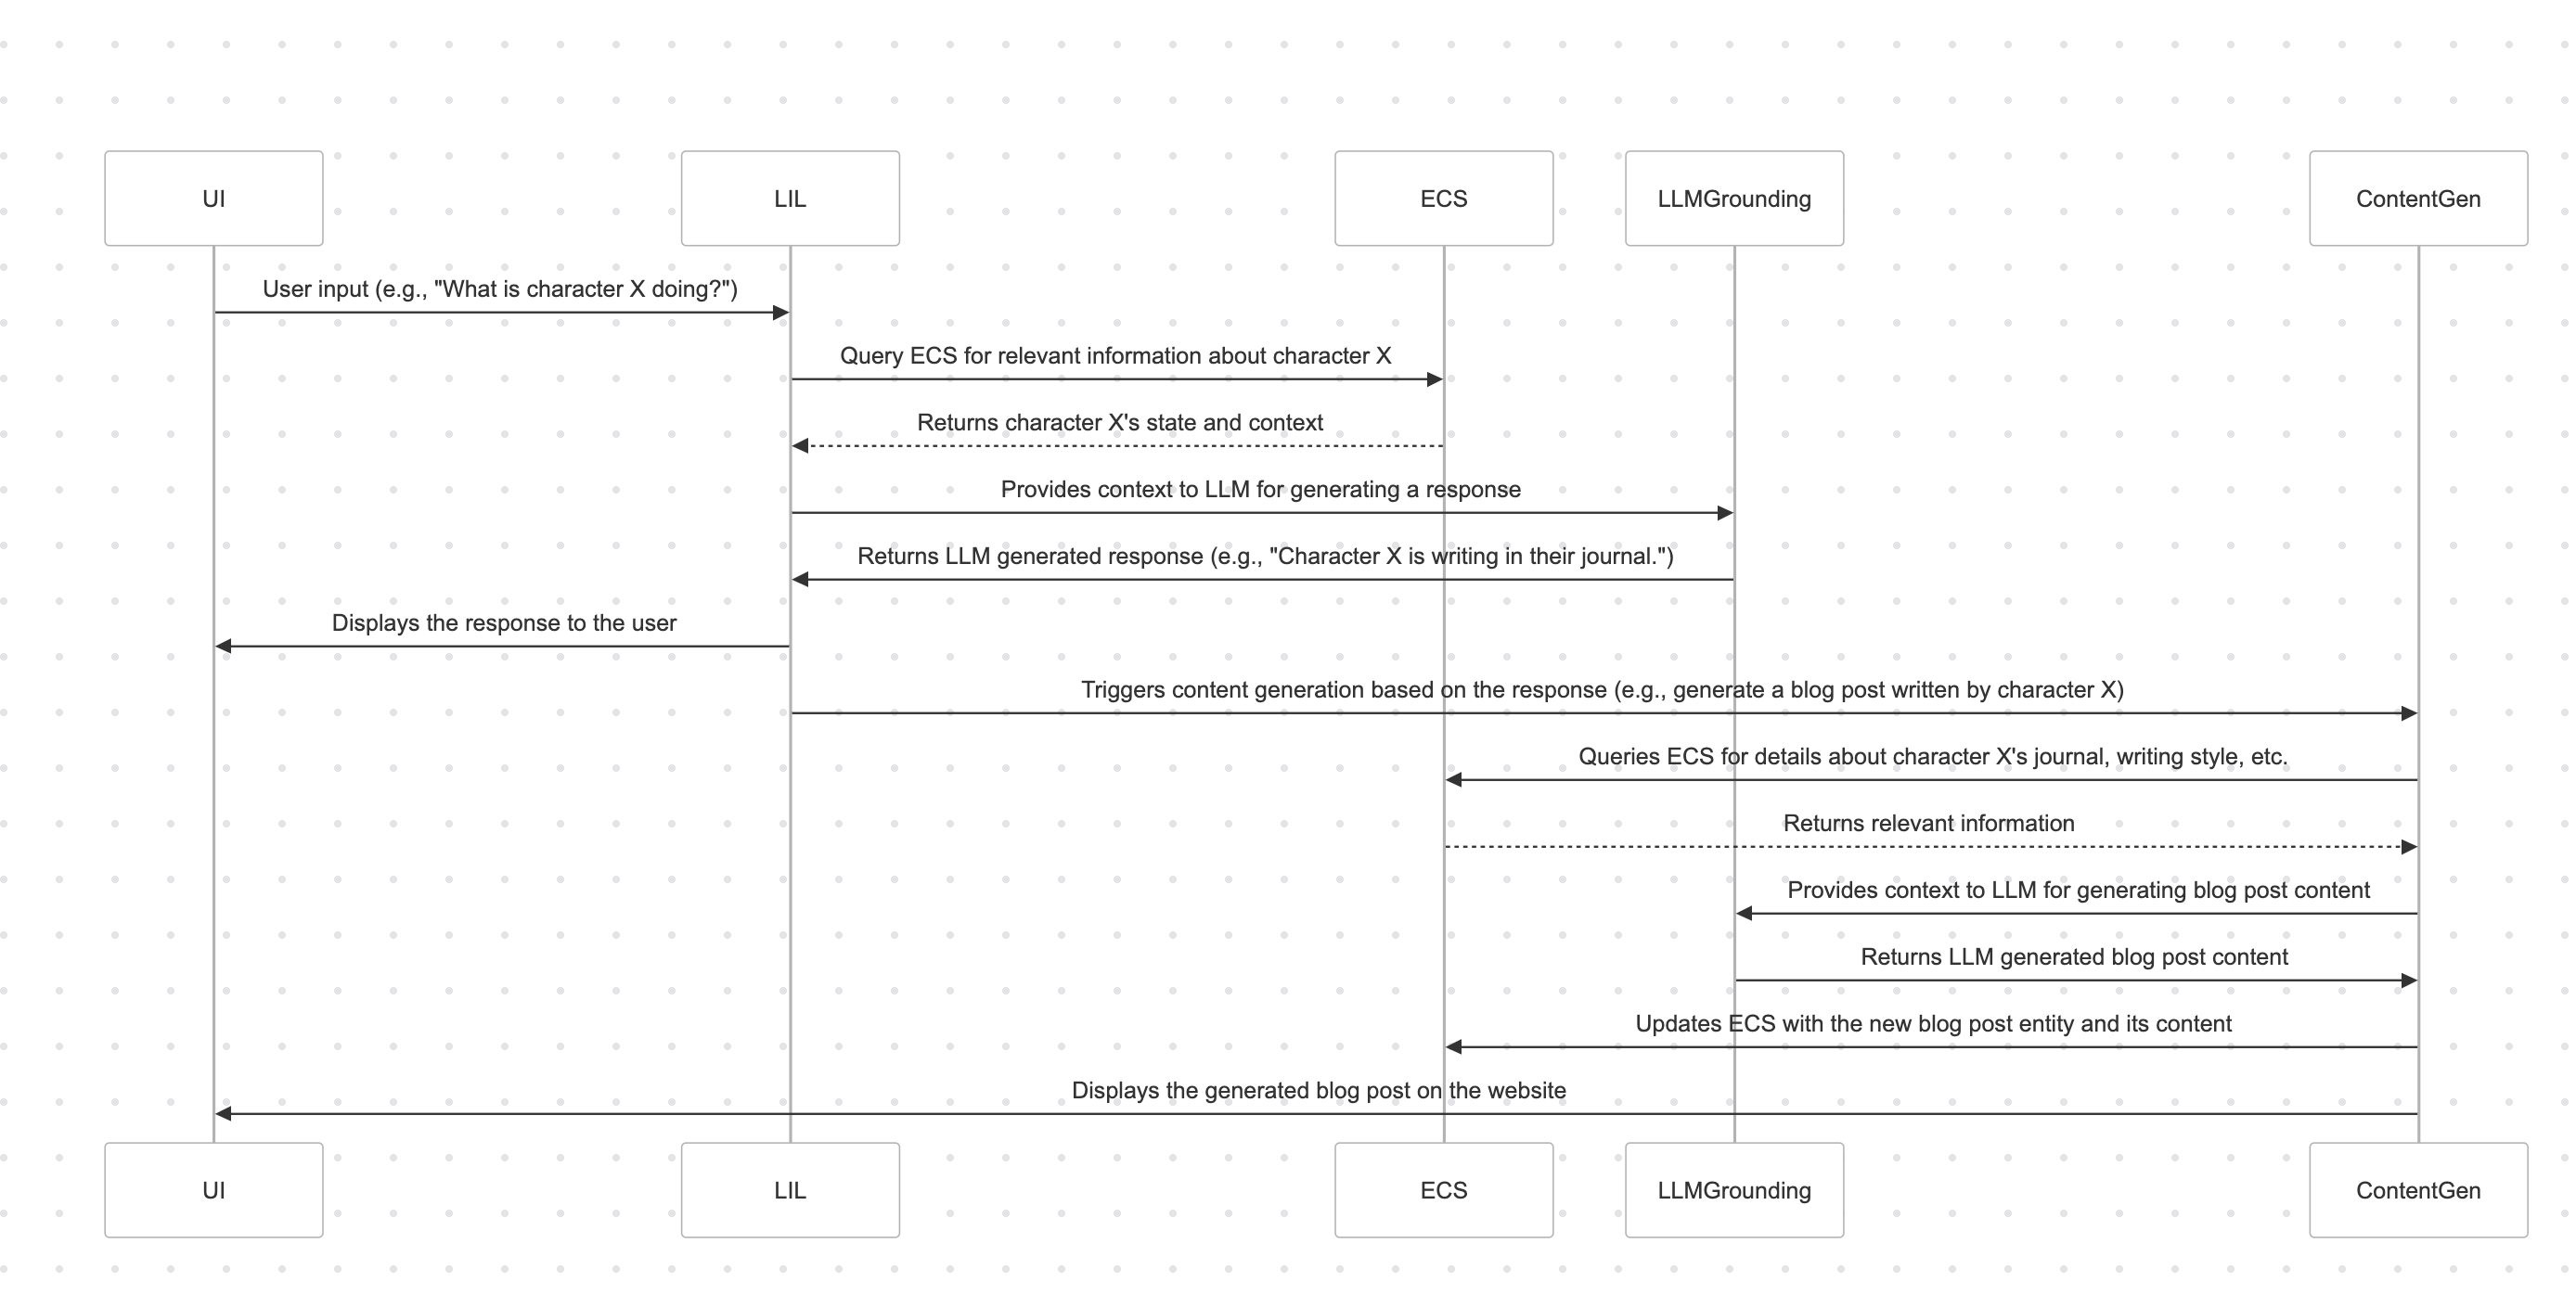 UI
LIL
ECS
LLMGrounding
ContentGen
User input (e.g., "What is character X doing?")
Query ECS for relevant information about character X
Returns character X's state and context
Provides context to LLM for generating a response
Returns LLM generated response (e.g., "Character X is writing in their journal.")
Displays the response to the user
Triggers content generation based on the response (e.g., generate a blog post written by character X)
Queries ECS for details about character X's journal, writing style, etc.
Returns relevant information
Provides context to LLM for generating blog post content
Returns LLM generated blog post content
Updates ECS with the new blog post entity and its content
Displays the generated blog post on the website
UI
LIL
ECS
LLMGrounding
ContentGen